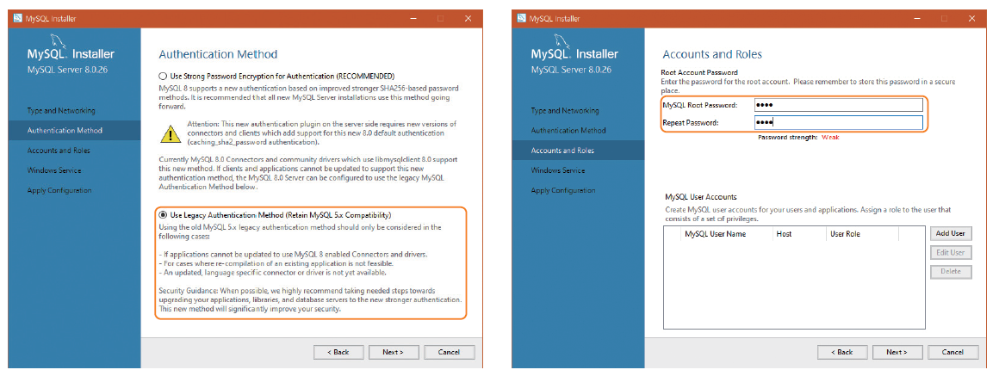 MySQL Installer
MySQL. Installer
MySQL Server 8.0.26
Type and Networking
Authentication Method
Accounts and Roles
Windows Service
Apply Configuration
Authentication Method
Use Strong Password Encryption for Authentication (RECOMMENDED)
MySQL 8 supports a new authentication based on improved stronger SHA256-based password
methods. It is recommended that all new MySQL Server installations use this method going
forward.
Attention: This new authentication plugin on the server side requires new versions of
connectors and clients which add support for this new 8.0 default authentication
(caching_sha2_password authentication).
Currently MySQL 8.0 Connectors and community drivers which use libmysqlclient 8.0 support
this new method. If clients and applications cannot be updated to support this new
authentication method, the MySQL 8.0 Server can be configured to use the legacy MySQL
Authentication Method below.
Use Legacy Authentication Method (Retain MySQL 5.x Compatibility)
Using the old MySQL 5.x legacy authentication method should only be considered in the
following cases:
- If applications cannot be updated to use MySQL 8 enabled Connectors and drivers.
- For cases where re-compilation of an existing application is not feasible.
- An updated, language specific connector or driver is not yet available.
Security Guidance: When possible, we highly recommend taking needed steps towards
upgrading your applications, libraries, and database servers to the new stronger authentication.
This new method will significantly improve your security.
< Back
Next >
Cancel
MySQL Installer
MySQL. Installer
MySQL Server 8.0.26
Type and Networking
Authentication Method
Accounts and Roles
Windows Service
Apply Configuration
Accounts and Roles
Root Account Password
Enter the password for the root account. Please remember to store this password in a secure
place.
MySQL Root Password: ●●●●
Repeat Password: ●●●●
Password strength: Weak
MySQL User Accounts
Create MySQL user accounts for your users and applications. Assign a role to the user that
consists of a set of privileges.
MySQL User Name Host User Role
Add User
Edit User
Delete
< Back
Next >
Cancel